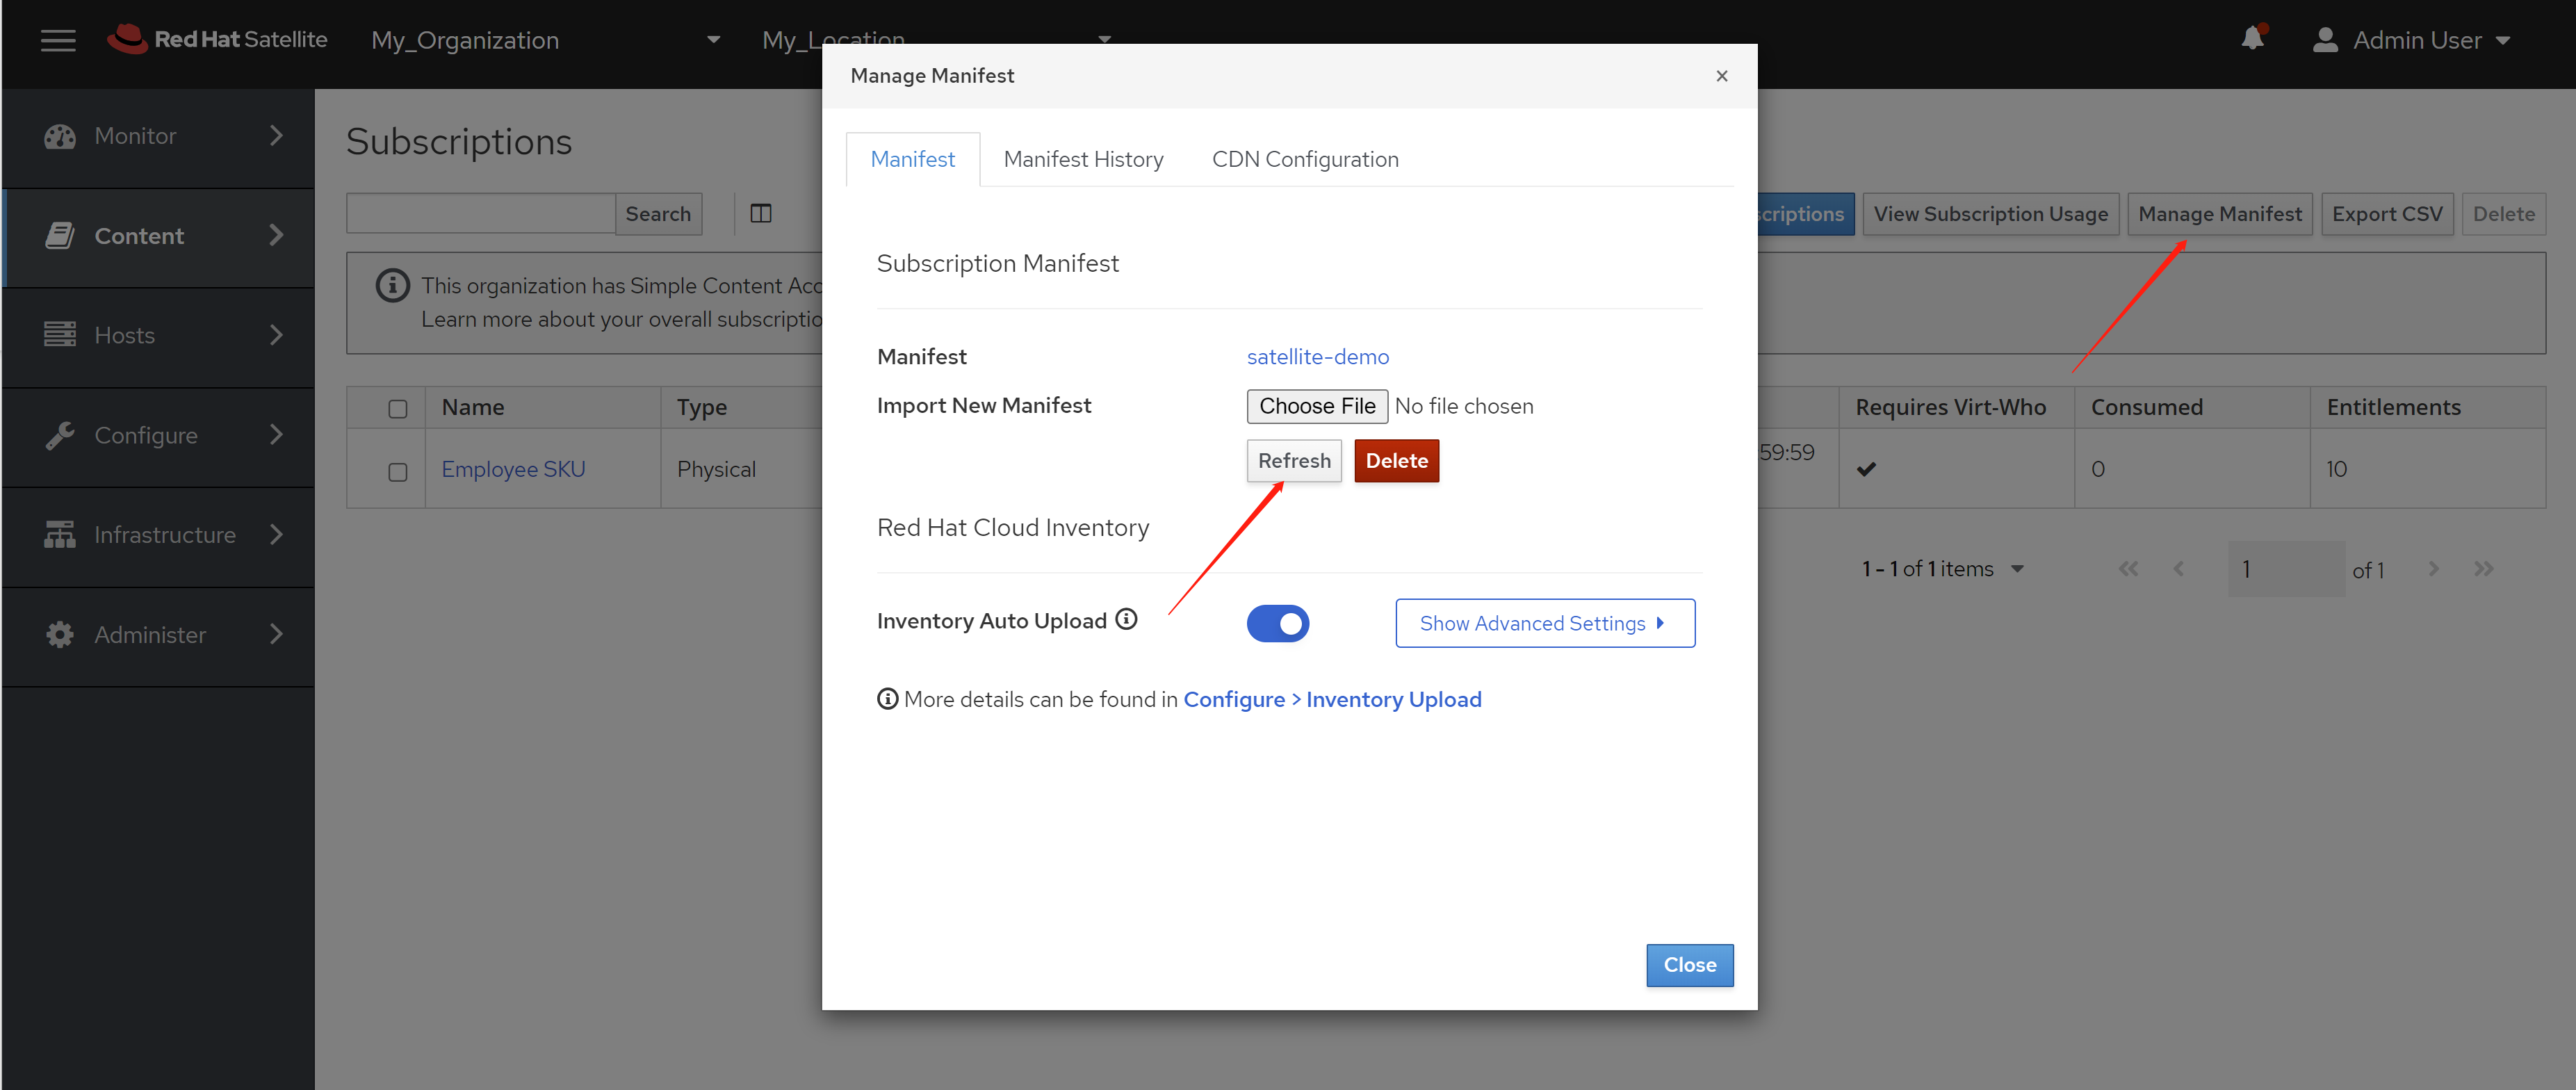 Red Hat Satellite My_Organization My_Location Admin User
Manage Manifest ×
Monitor
Content
Hosts
Configure
Infrastructure
Administer
Subscriptions
Search
scriptions View Subscription Usage Manage Manifest Export CSV Delete
This organization has Simple Content Acc
Learn more about your overall subscriptio
Name Type Requires Virt-Who Consumed Entitlements
Employee SKU Physical 59:59 0 10
1 - 1 of 1 items 1 of 1
Manifest Manifest History CDN Configuration
Subscription Manifest
Manifest satellite-demo
Import New Manifest Choose File No file chosen
Refresh Delete
Red Hat Cloud Inventory
Inventory Auto Upload Show Advanced Settings
More details can be found in Configure > Inventory Upload
Close